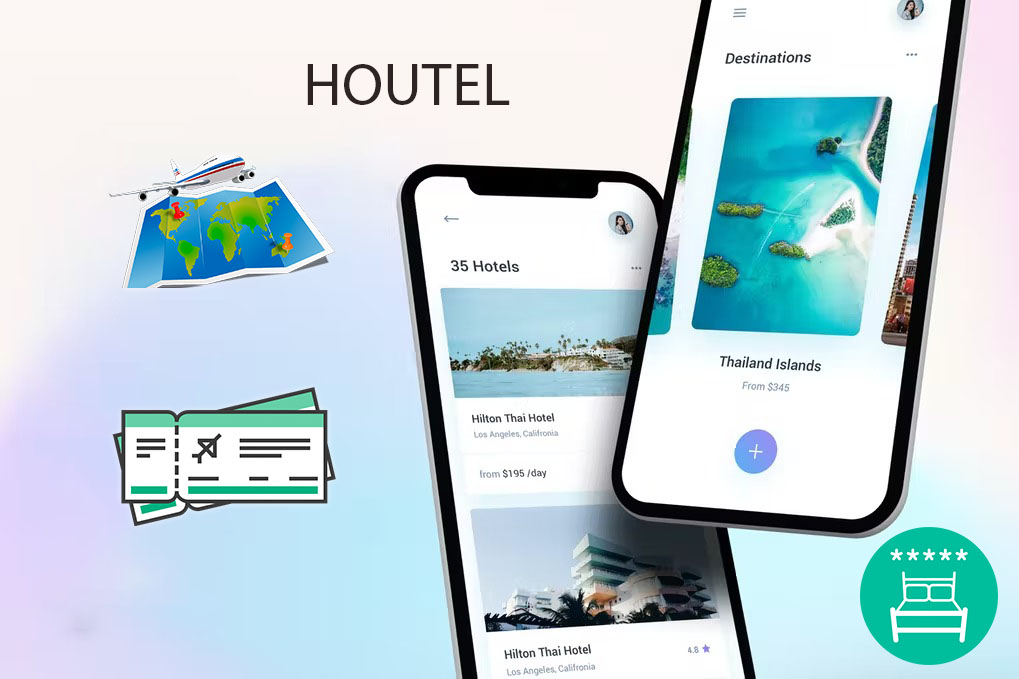 HOUTEL
Destinations
Thailand Islands
From $345
35 Hotels
Hilton Thai Hotel
Los Angeles, Califronia
from $195 /day
Hilton Thai Hotel
4.8
Los Angeles, Califronia